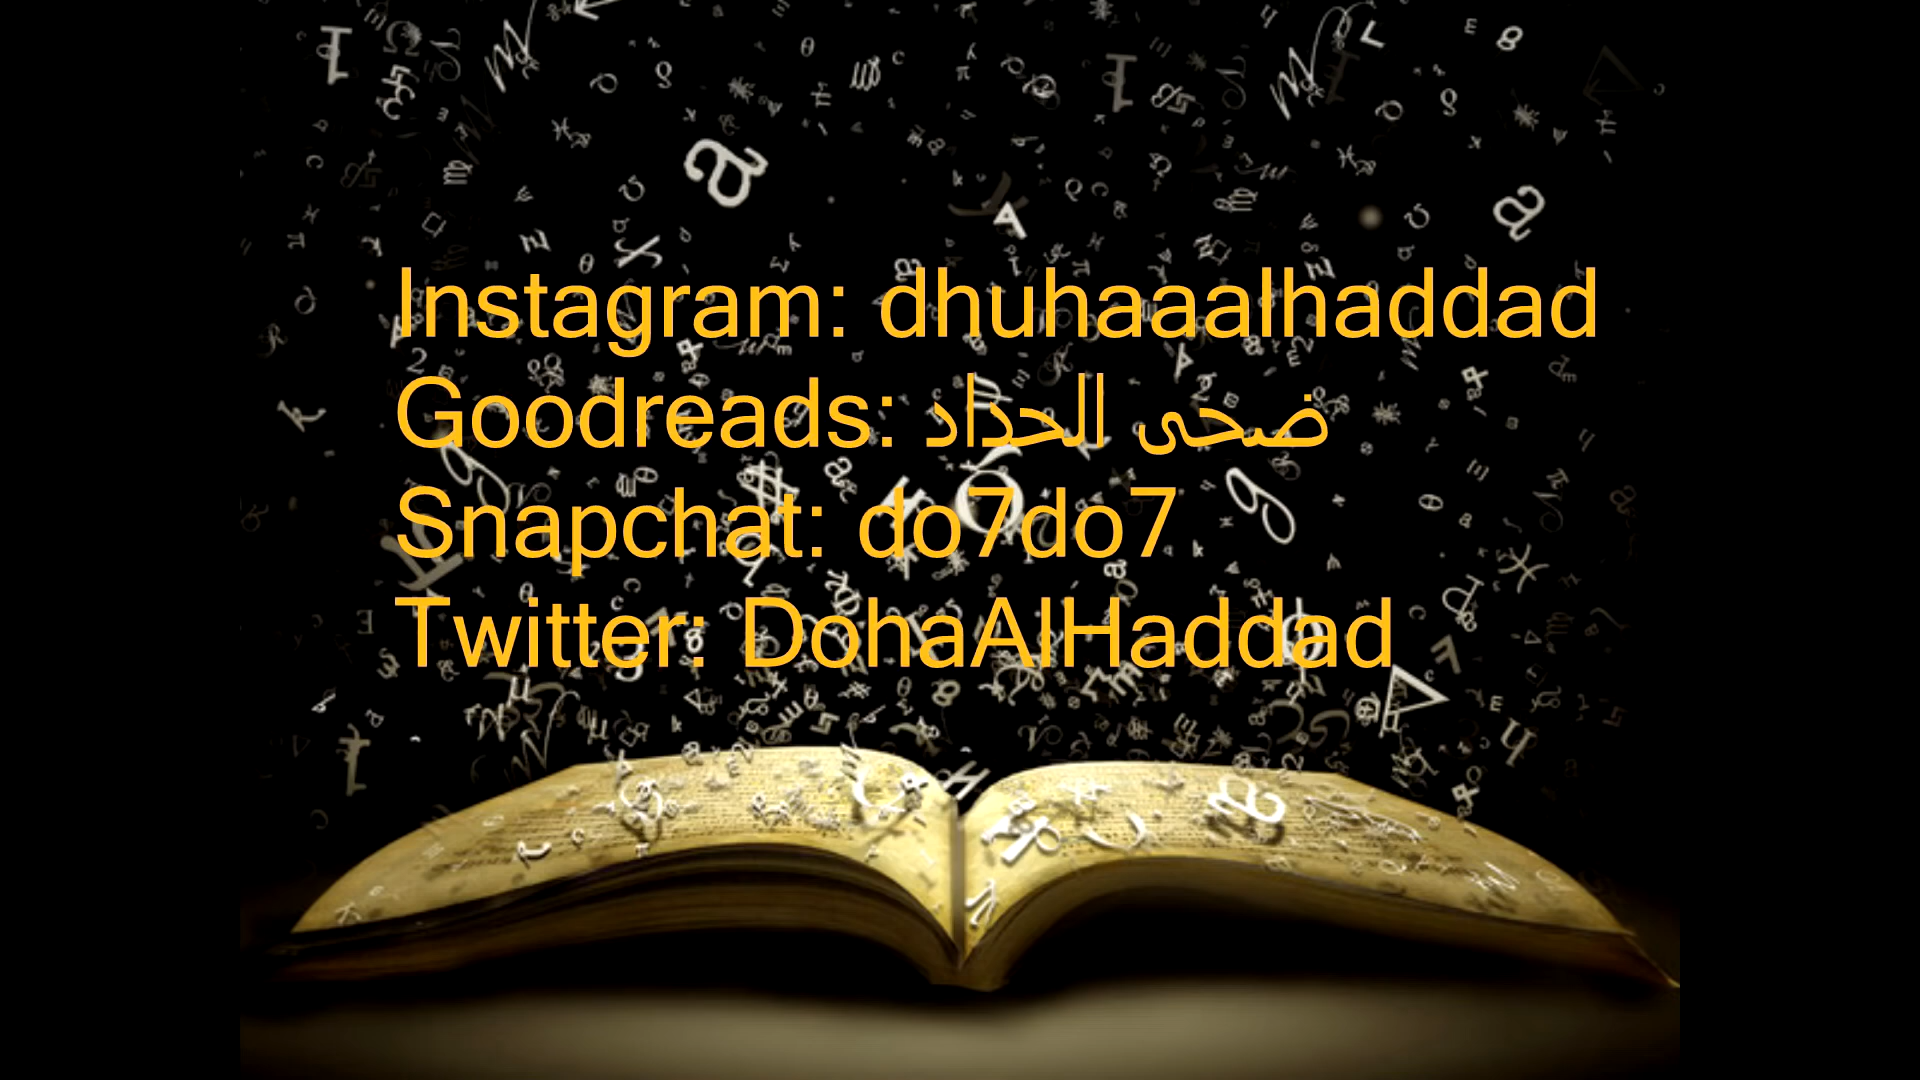 Instagram: dhuhaaalhaddad
Goodreads: ضحى الحداد
Snapchat: do7do7
Twitter: DohaAlHaddad